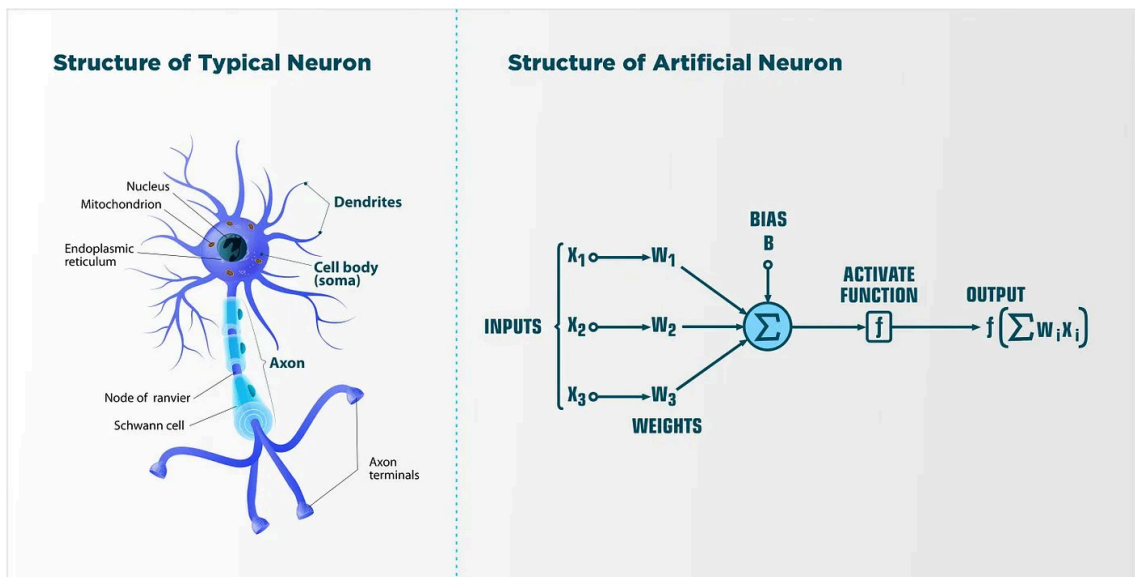 Structure of Typical Neuron
Nucleus
Mitochondrion
Endoplasmic
reticulum
Dendrites
Cell body
(soma)
Axon
Node of ranvier
Schwann cell
Axon
terminals
Structure of Artificial Neuron
BIAS
B
INPUTS
X₁
W₁
X₂
W₂
X₃
W₃
WEIGHTS
Σ
ACTIVATE
FUNCTION
f
OUTPUT
f(ΣWᵢXᵢ)